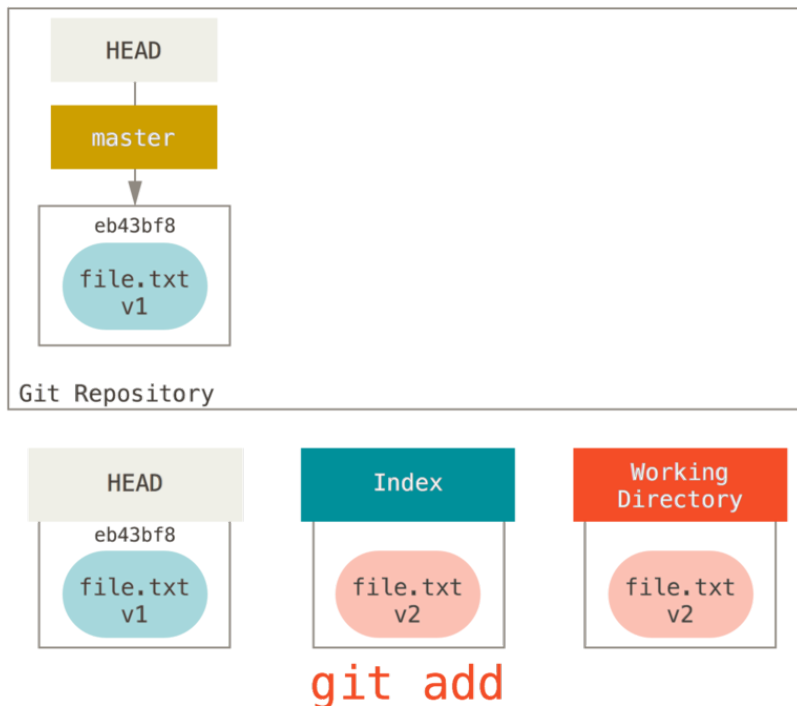 HEAD
master
eb43bf8
file.txt
v1
Git Repository
HEAD
eb43bf8
file.txt
v1
Index
file.txt
v2
Working
Directory
file.txt
v2
git add